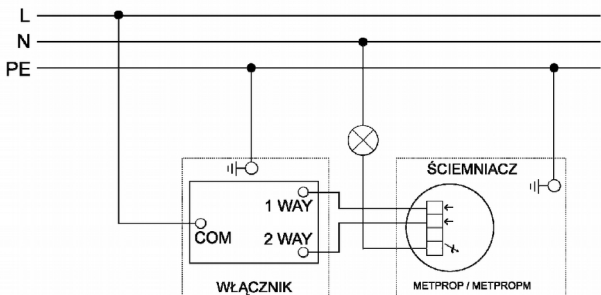 L
N
PE
ŚCIEMNIACZ
1 WAY
COM
2 WAY
WŁĄCZNIK
METPROP / METPROPM